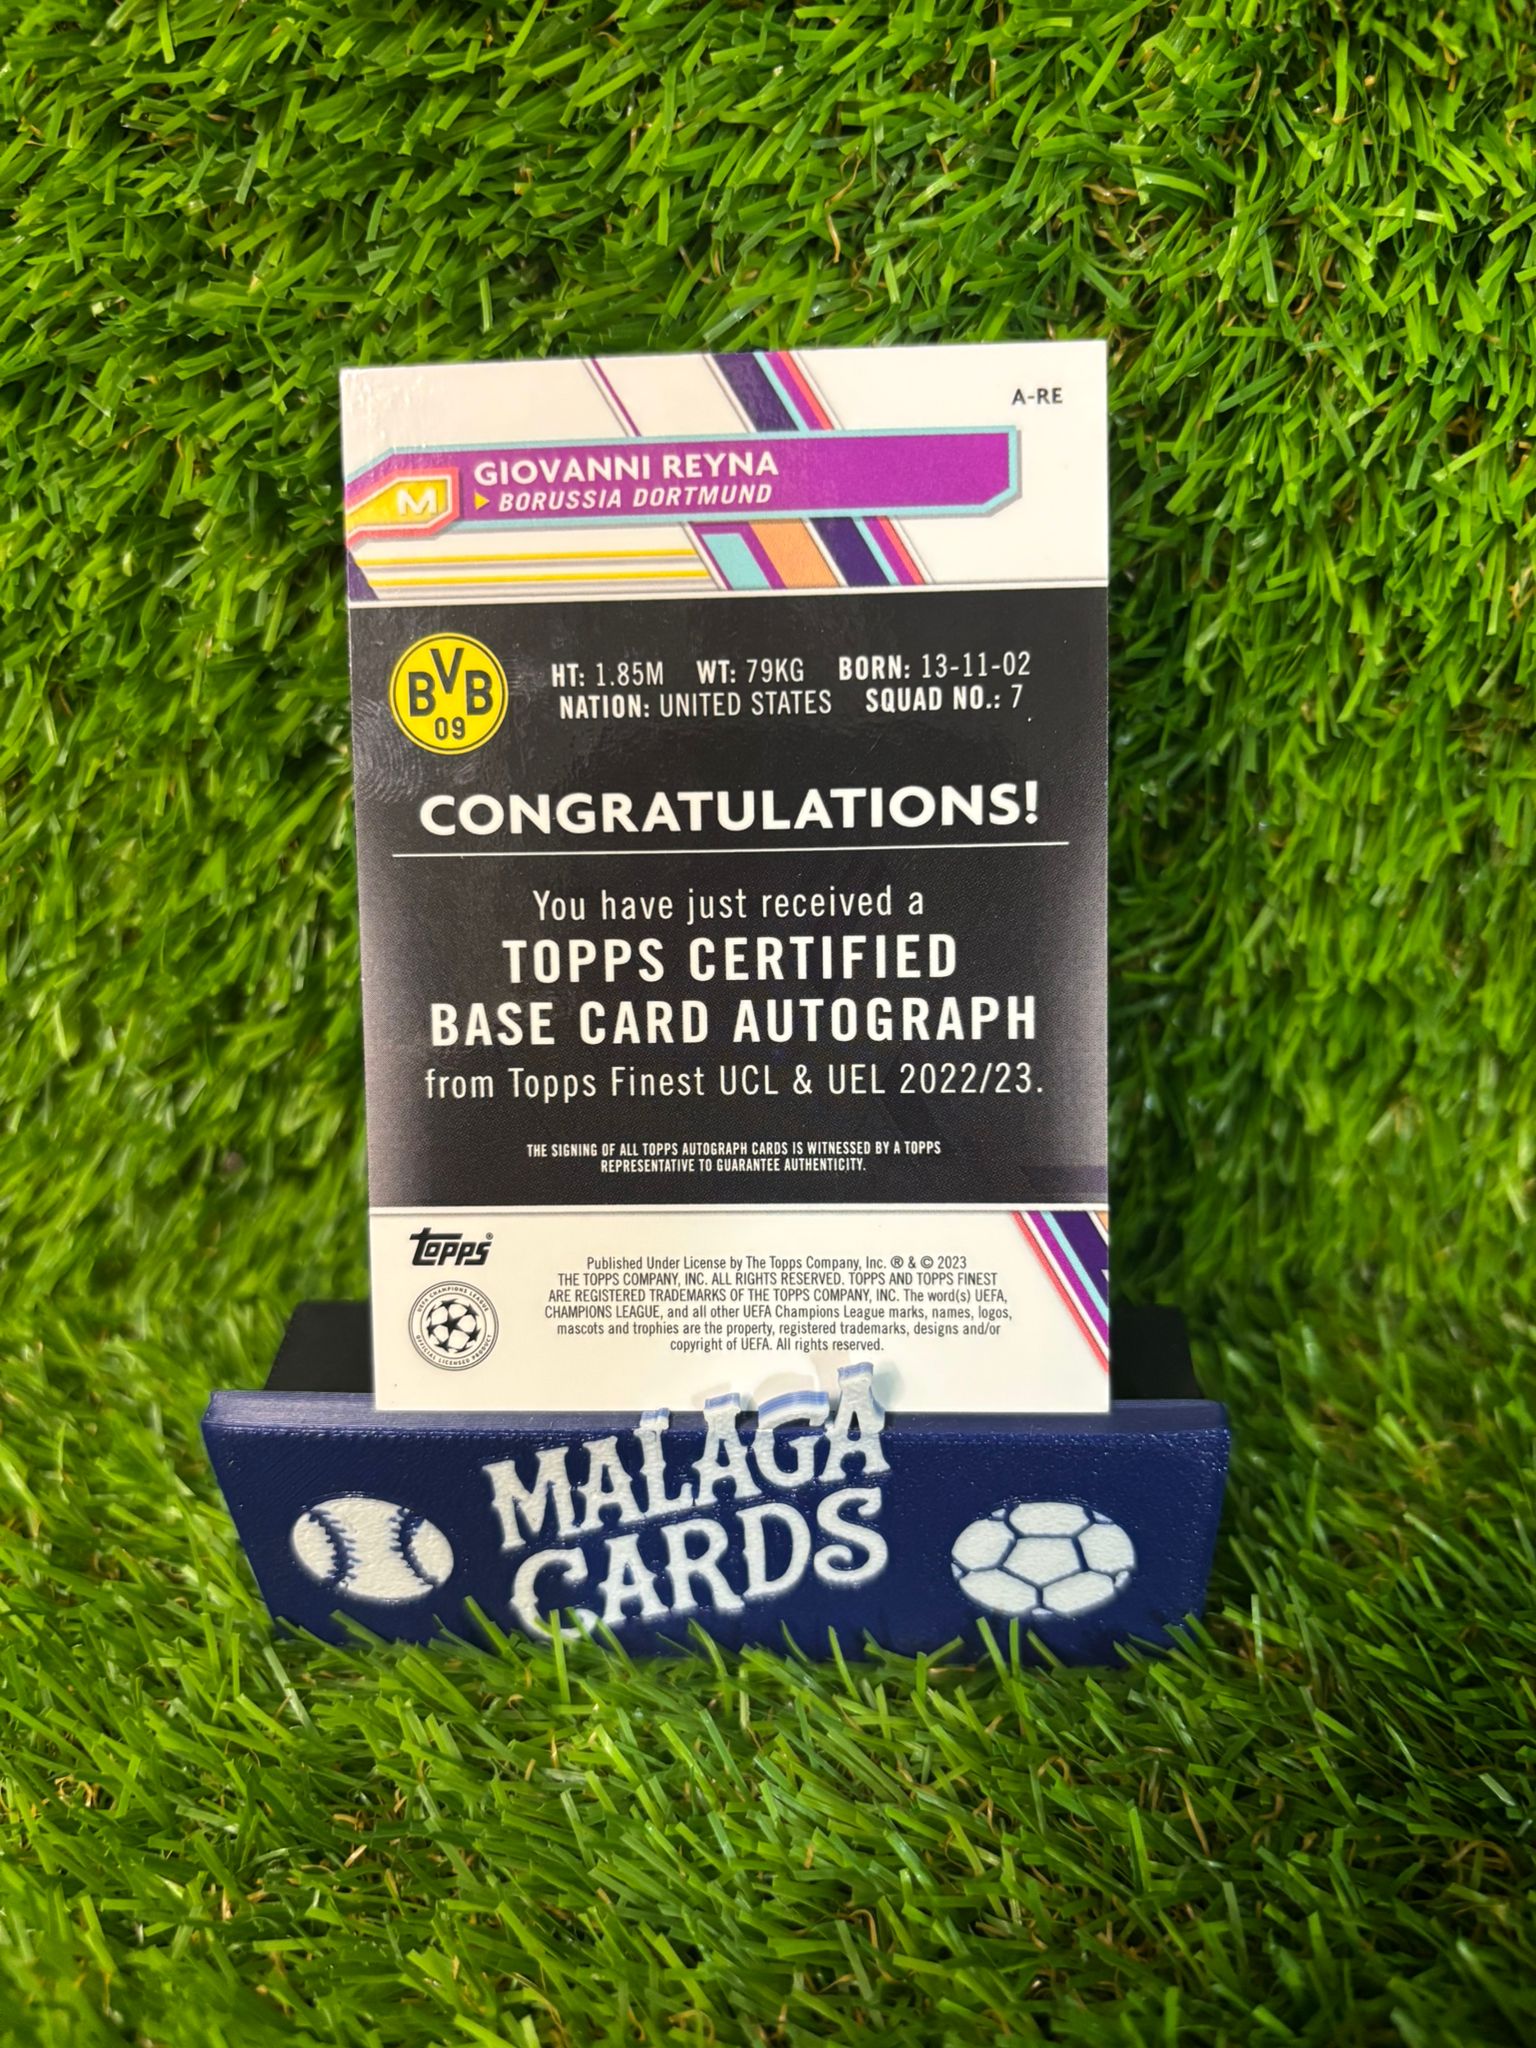 A-RE
GIOVANNI REYNA
M
BORUSSIA DORTMUND
BVB
09
HT: 1.85M WT: 79KG BORN: 13-11-02
NATION: UNITED STATES SQUAD NO.: 7
CONGRATULATIONS!
You have just received a
TOPPS CERTIFIED
BASE CARD AUTOGRAPH
from Topps Finest UCL & UEL 2022/23.
THE SIGNING OF ALL TOPPS AUTOGRAPH CARDS IS WITNESSED BY A TOPPS
REPRESENTATIVE TO GUARANTEE AUTHENTICITY.
Topps®
UEFA CHAMPIONS LEAGUE
OFFICIAL LICENSED PRODUCT
Published Under License by The Topps Company, Inc. ® & © 2023
THE TOPPS COMPANY, INC. ALL RIGHTS RESERVED. TOPPS AND TOPPS FINEST
ARE REGISTERED TRADEMARKS OF THE TOPPS COMPANY, INC. The word(s) UEFA,
CHAMPIONS LEAGUE, and all other UEFA Champions League marks, names, logos,
mascots and trophies are the property, registered trademarks, designs and/or
copyright of UEFA. All rights reserved.
MALAGA
CARDS